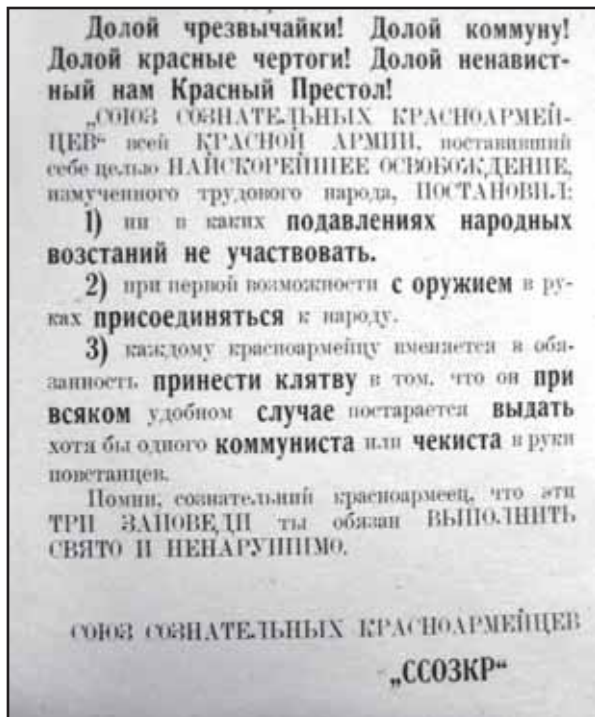 Долой чрезвычайки! Долой коммуну!
Долой красные чертоги! Долой ненавист-
ный нам Красный Престол!
„СОЮЗ СОЗНАТЕЛЬНЫХ КРАСНОАРМЕЙ-
ЦЕВ“ всей КРАСНОЙ АРМИИ, поставивший
себе целью НАИСКОРЕЙШЕЕ ОСВОБОЖДЕНИЕ,
измученного трудового народа, ПОСТАНОВИЛ:
1) ни в каких подавлениях народных
возстаний не участвовать.
2) при первой возможности с оружием в ру-
ках присоединяться к народу.
3) каждому красноармейцу вменяется в обя-
занность принести клятву в том, что он при
всяком удобном случае постарается выдать
хотя бы одного коммуниста или чекиста в руки
повстанцев.
Помни, сознательний красноармеец, что эти
ТРИ ЗАПОВЕДИ ты обязан ВЫПОЛНИТЬ
СВЯТО И НЕНАРУШИМО.
СОЮЗ СОЗНАТЕЛЬНЫХ КРАСНОАРМЕЙЦЕВ
„ССОЗКР“